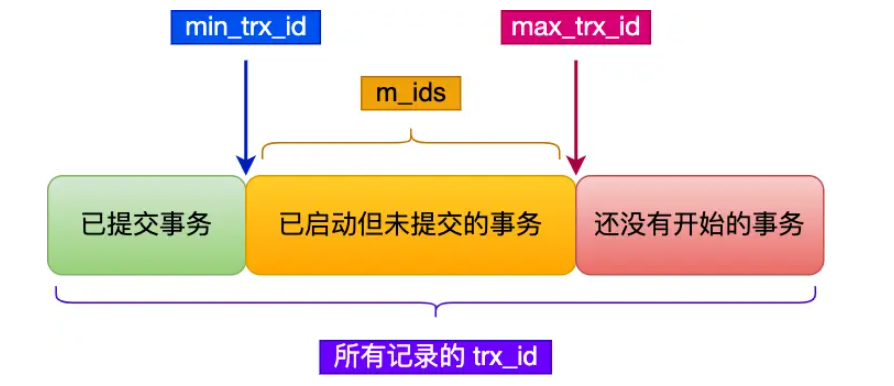 min_trx_id
max_trx_id
m_ids
已提交事务
已启动但未提交的事务
还没有开始的事务
所有记录的 trx_id